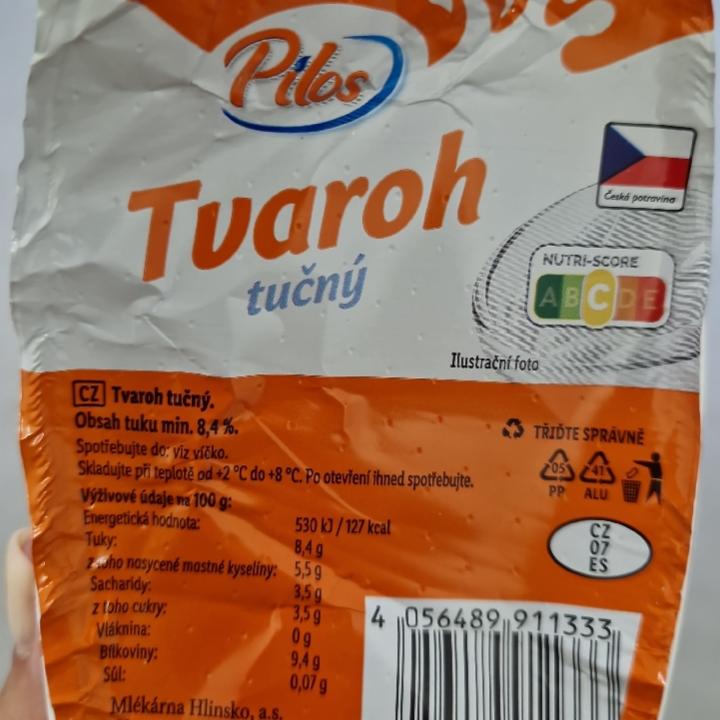 Pilos
Tvaroh
tučný
Česká potravina
NUTRI-SCORE
A B C D E
Ilustrační foto
CZ Tvaroh tučný.
Obsah tuku min. 8,4 %.
Spotřebujte do: viz víčko.
Skladujte při teplotě od +2 °C do +8 °C. Po otevření ihned spotřebujte.
TŘIĎTE SPRÁVNĚ
05 41
PP ALU
Výživové údaje na 100 g:
Energetická hodnota: 530 kJ / 127 kcal
Tuky: 8,4 g
z toho nasycené mastné kyseliny: 5,5 g
Sacharidy: 3,5 g
z toho cukry: 3,5 g
Vláknina: 0 g
Bílkoviny: 9,4 g
Sůl: 0,07 g
CZ
07
ES
4 056489 911333
Mlékárna Hlinsko, a.s.